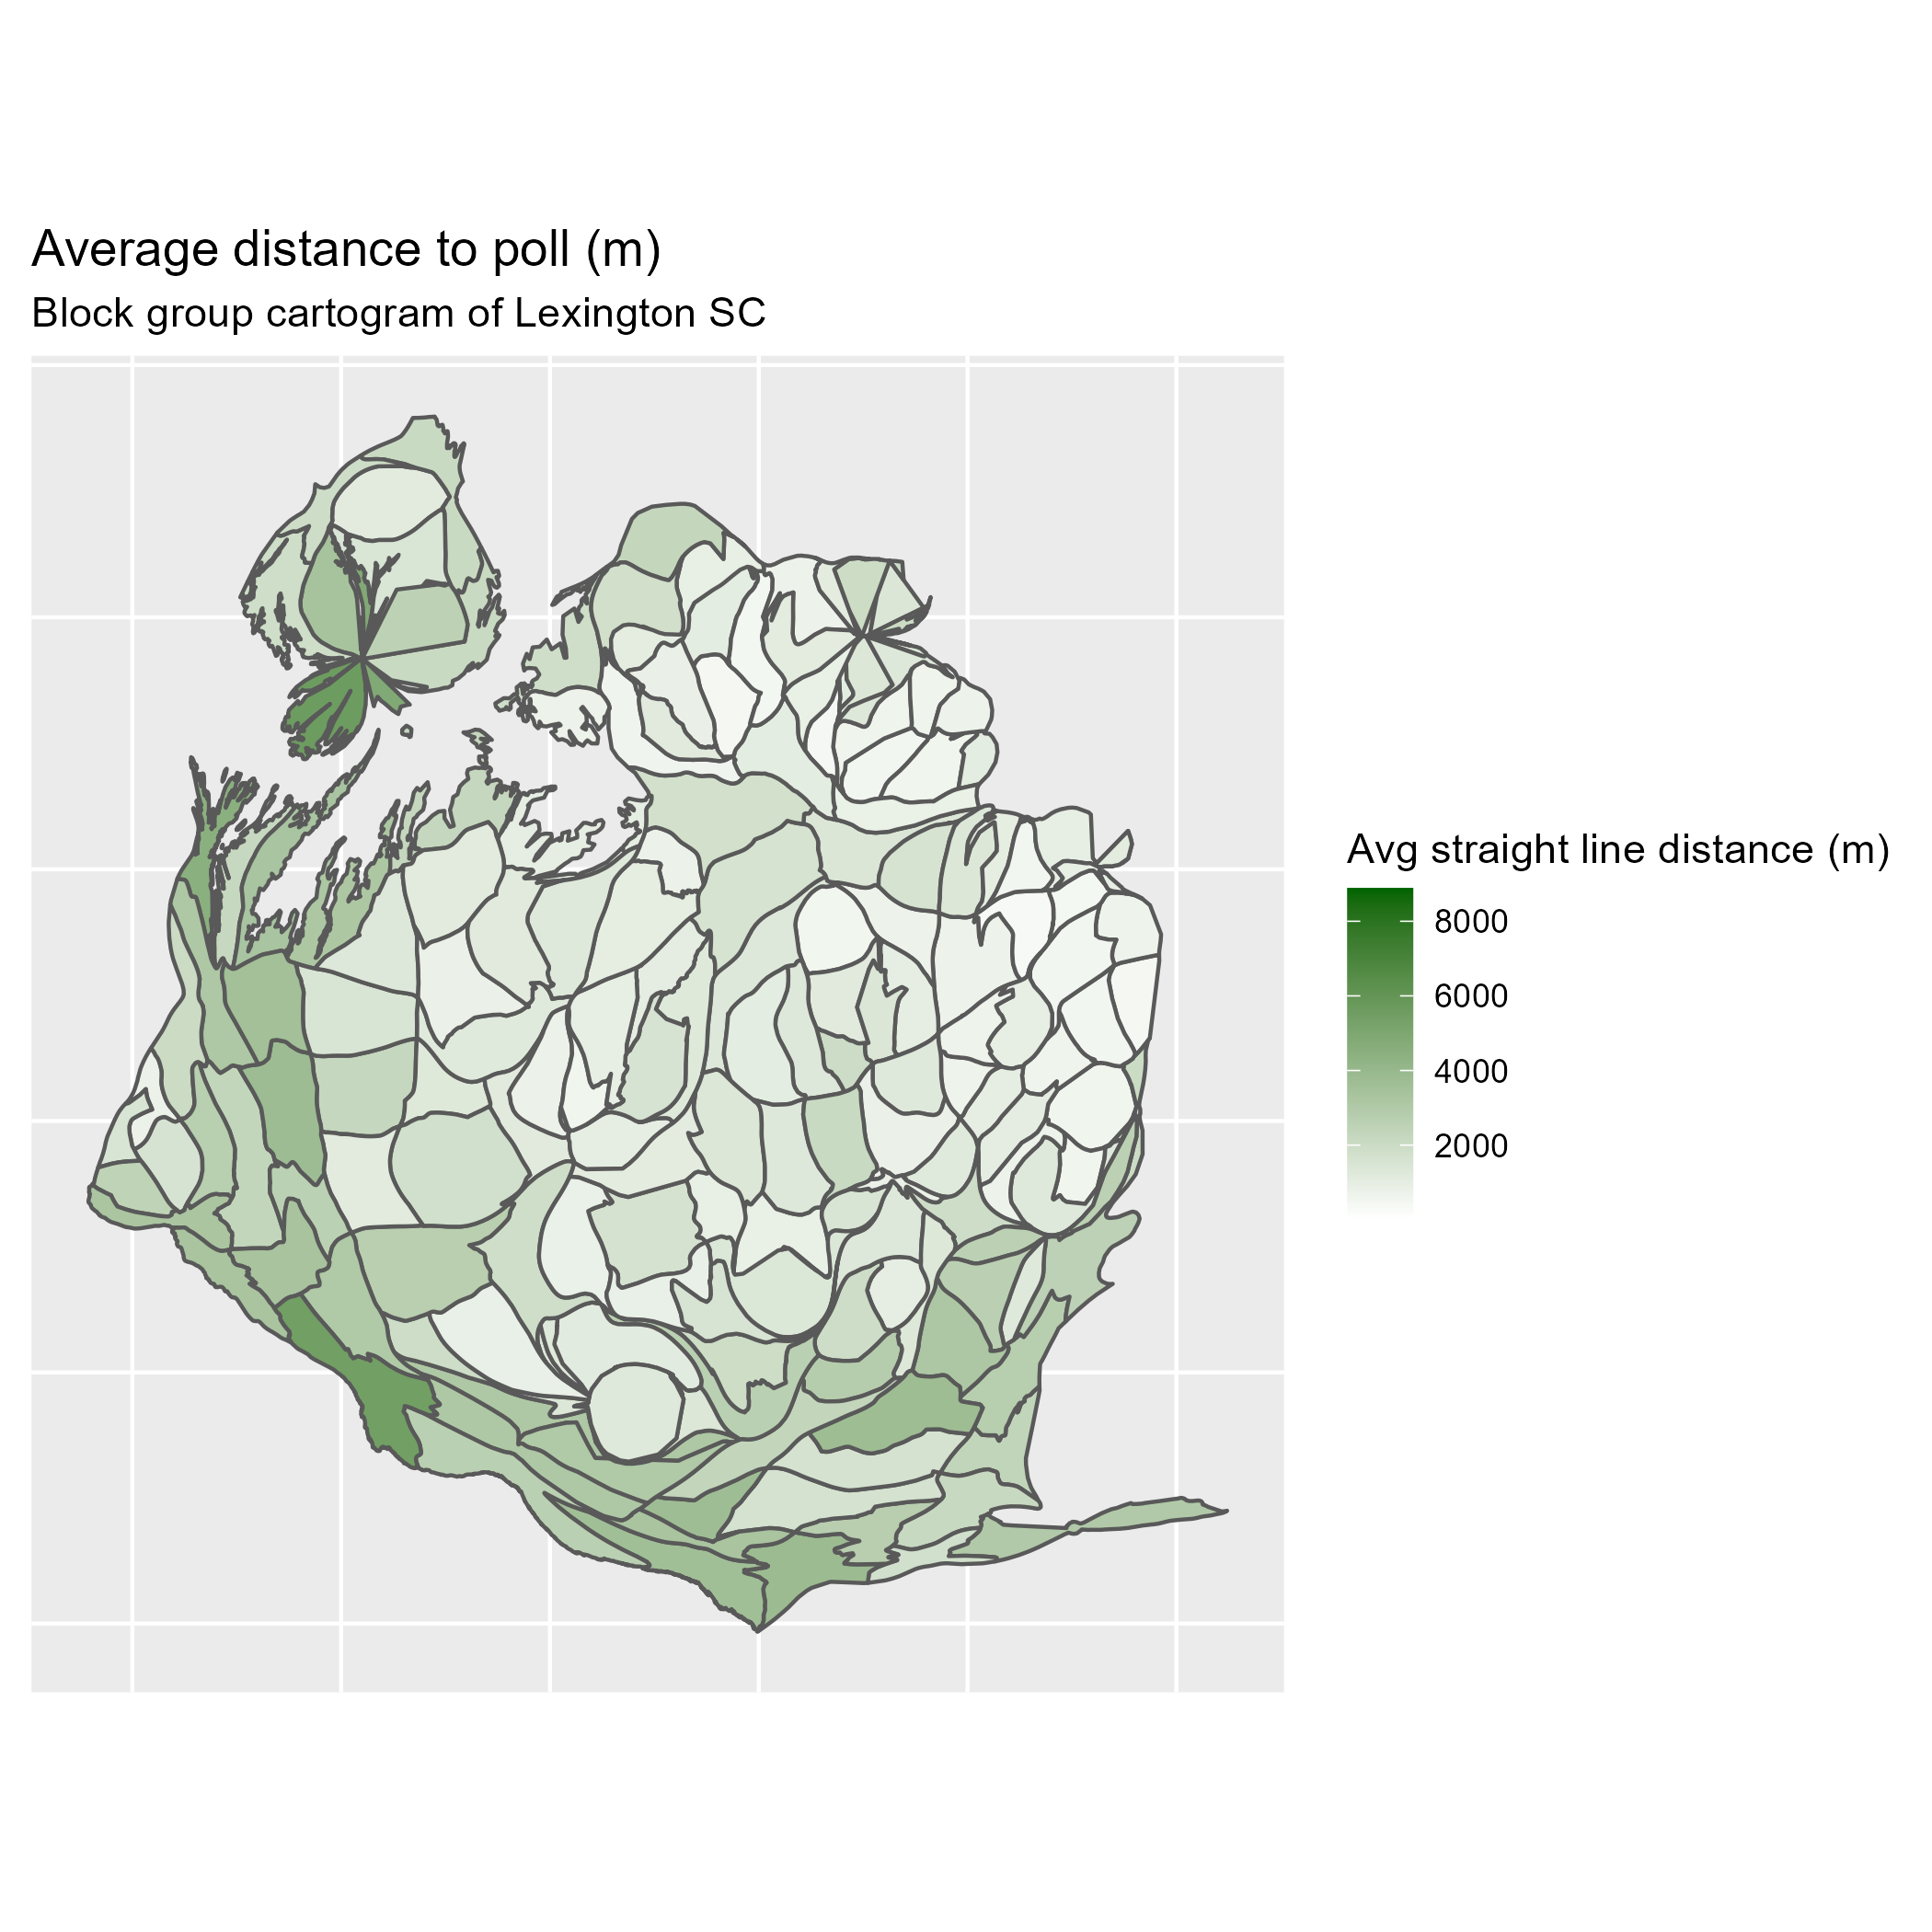 Average distance to poll (m)
Block group cartogram of Lexington SC
Avg straight line distance (m)
8000
6000
4000
2000